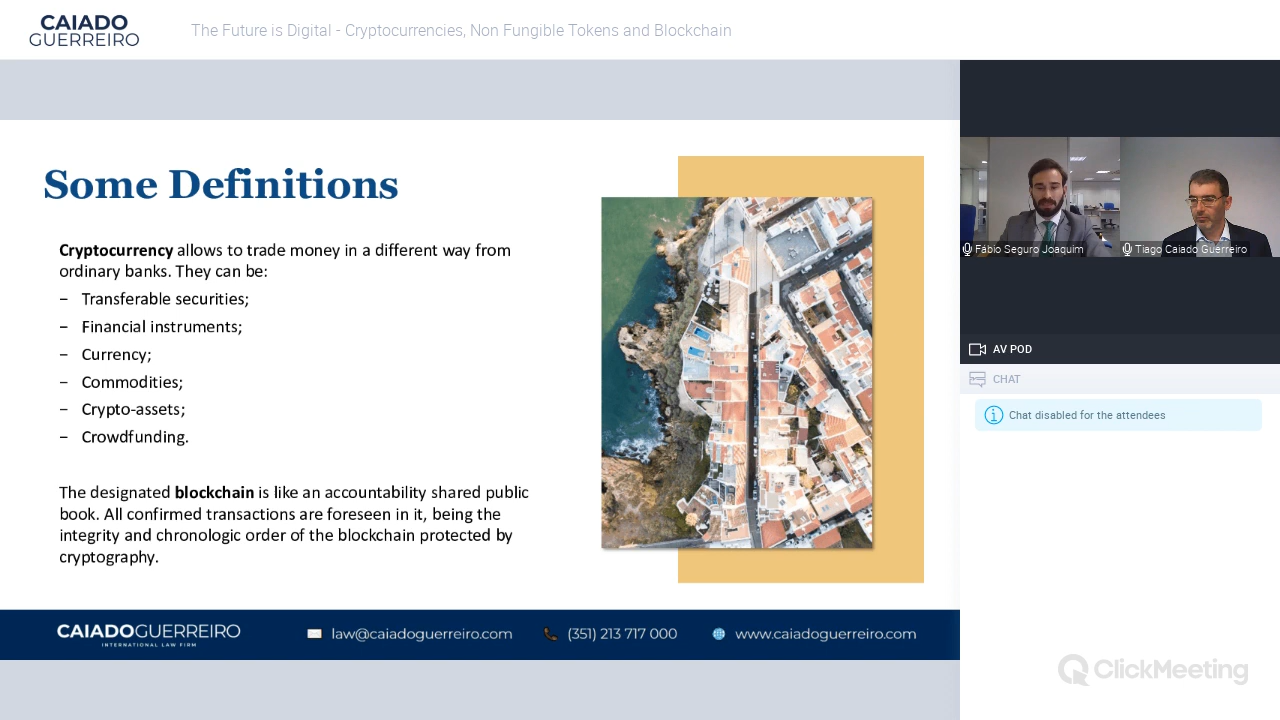 CAIADO
GUERREIRO
The Future is Digital - Cryptocurrencies, Non Fungible Tokens and Blockchain
Some Definitions
Cryptocurrency allows to trade money in a different way from
ordinary banks. They can be:
– Transferable securities;
– Financial instruments;
– Currency;
– Commodities;
– Crypto-assets;
– Crowdfunding.
The designated blockchain is like an accountability shared public
book. All confirmed transactions are foreseen in it, being the
integrity and chronologic order of the blockchain protected by
cryptography.
CAIADOGUERREIRO
INTERNATIONAL LAW FIRM
law@caiadoguerreiro.com
(351) 213 717 000
www.caiadoguerreiro.com
Fábio Seguro Joaquim
Tiago Caiado Guerreiro
AV POD
CHAT
Chat disabled for the attendees
ClickMeeting